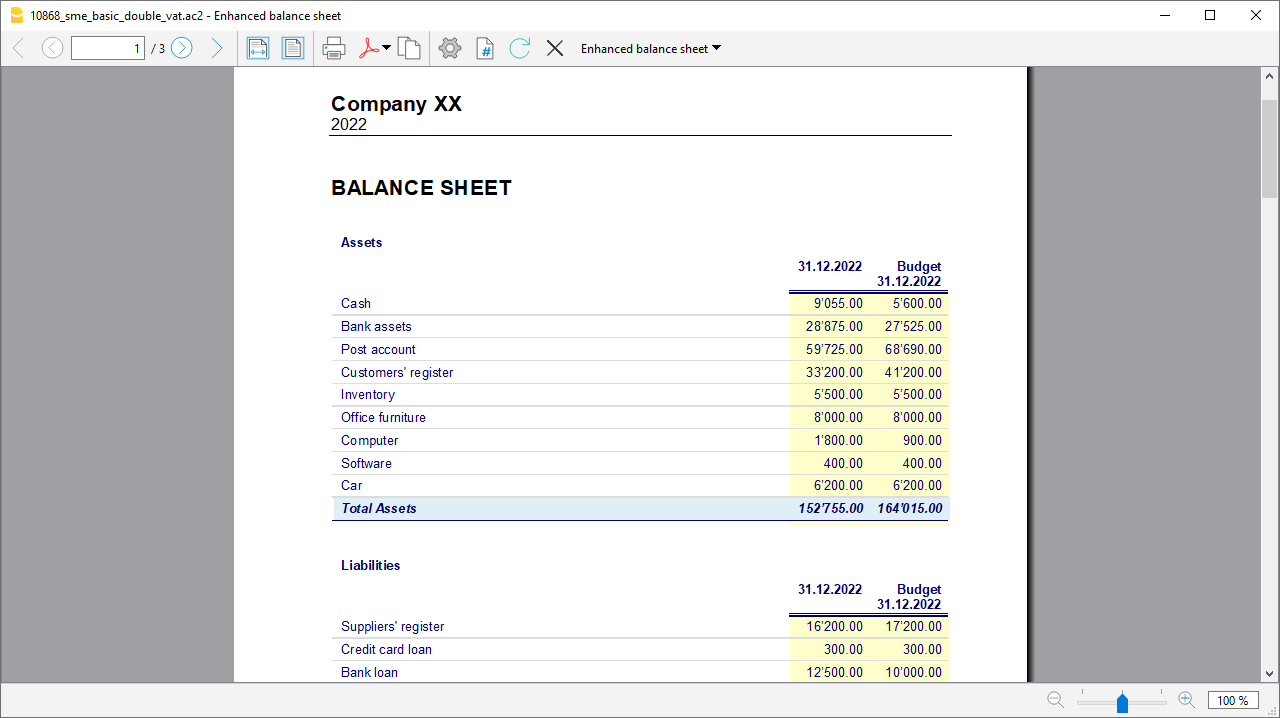 10868_sme_basic_double_vat.ac2 - Enhanced balance sheet
1 / 3 # Enhanced balance sheet
Company XX
2022
BALANCE SHEET
Assets
31.12.2022 Budget
31.12.2022
Cash 9'055.00 5'600.00
Bank assets 28'875.00 27'525.00
Post account 59'725.00 68'690.00
Customers' register 33'200.00 41'200.00
Inventory 5'500.00 5'500.00
Office furniture 8'000.00 8'000.00
Computer 1'800.00 900.00
Software 400.00 400.00
Car 6'200.00 6'200.00
Total Assets 152'755.00 164'015.00
Liabilities
31.12.2022 Budget
31.12.2022
Suppliers' register 16'200.00 17'200.00
Credit card loan 300.00 300.00
Bank loan 12'500.00 10'000.00
100 %